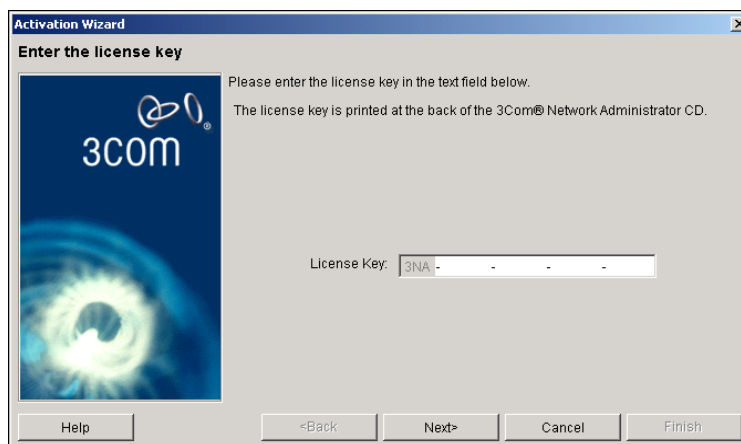 Activation Wizard
Enter the license key
Please enter the license key in the text field below.
The license key is printed at the back of the 3Com® Network Administrator CD.
3COM
®
License Key: 3NA - - - -
Help <Back Next> Cancel Finish